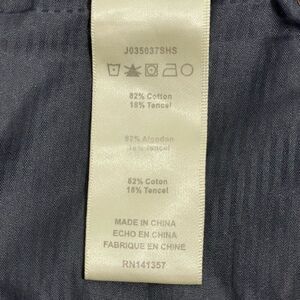 J035037SHS
82% Cotton
18% Tencel
82% Algodon
18% Tencel
82% Coton
18% Tencel
MADE IN CHINA
ECHO EN CHINA
FABRIQUE EN CHINE
RN141357